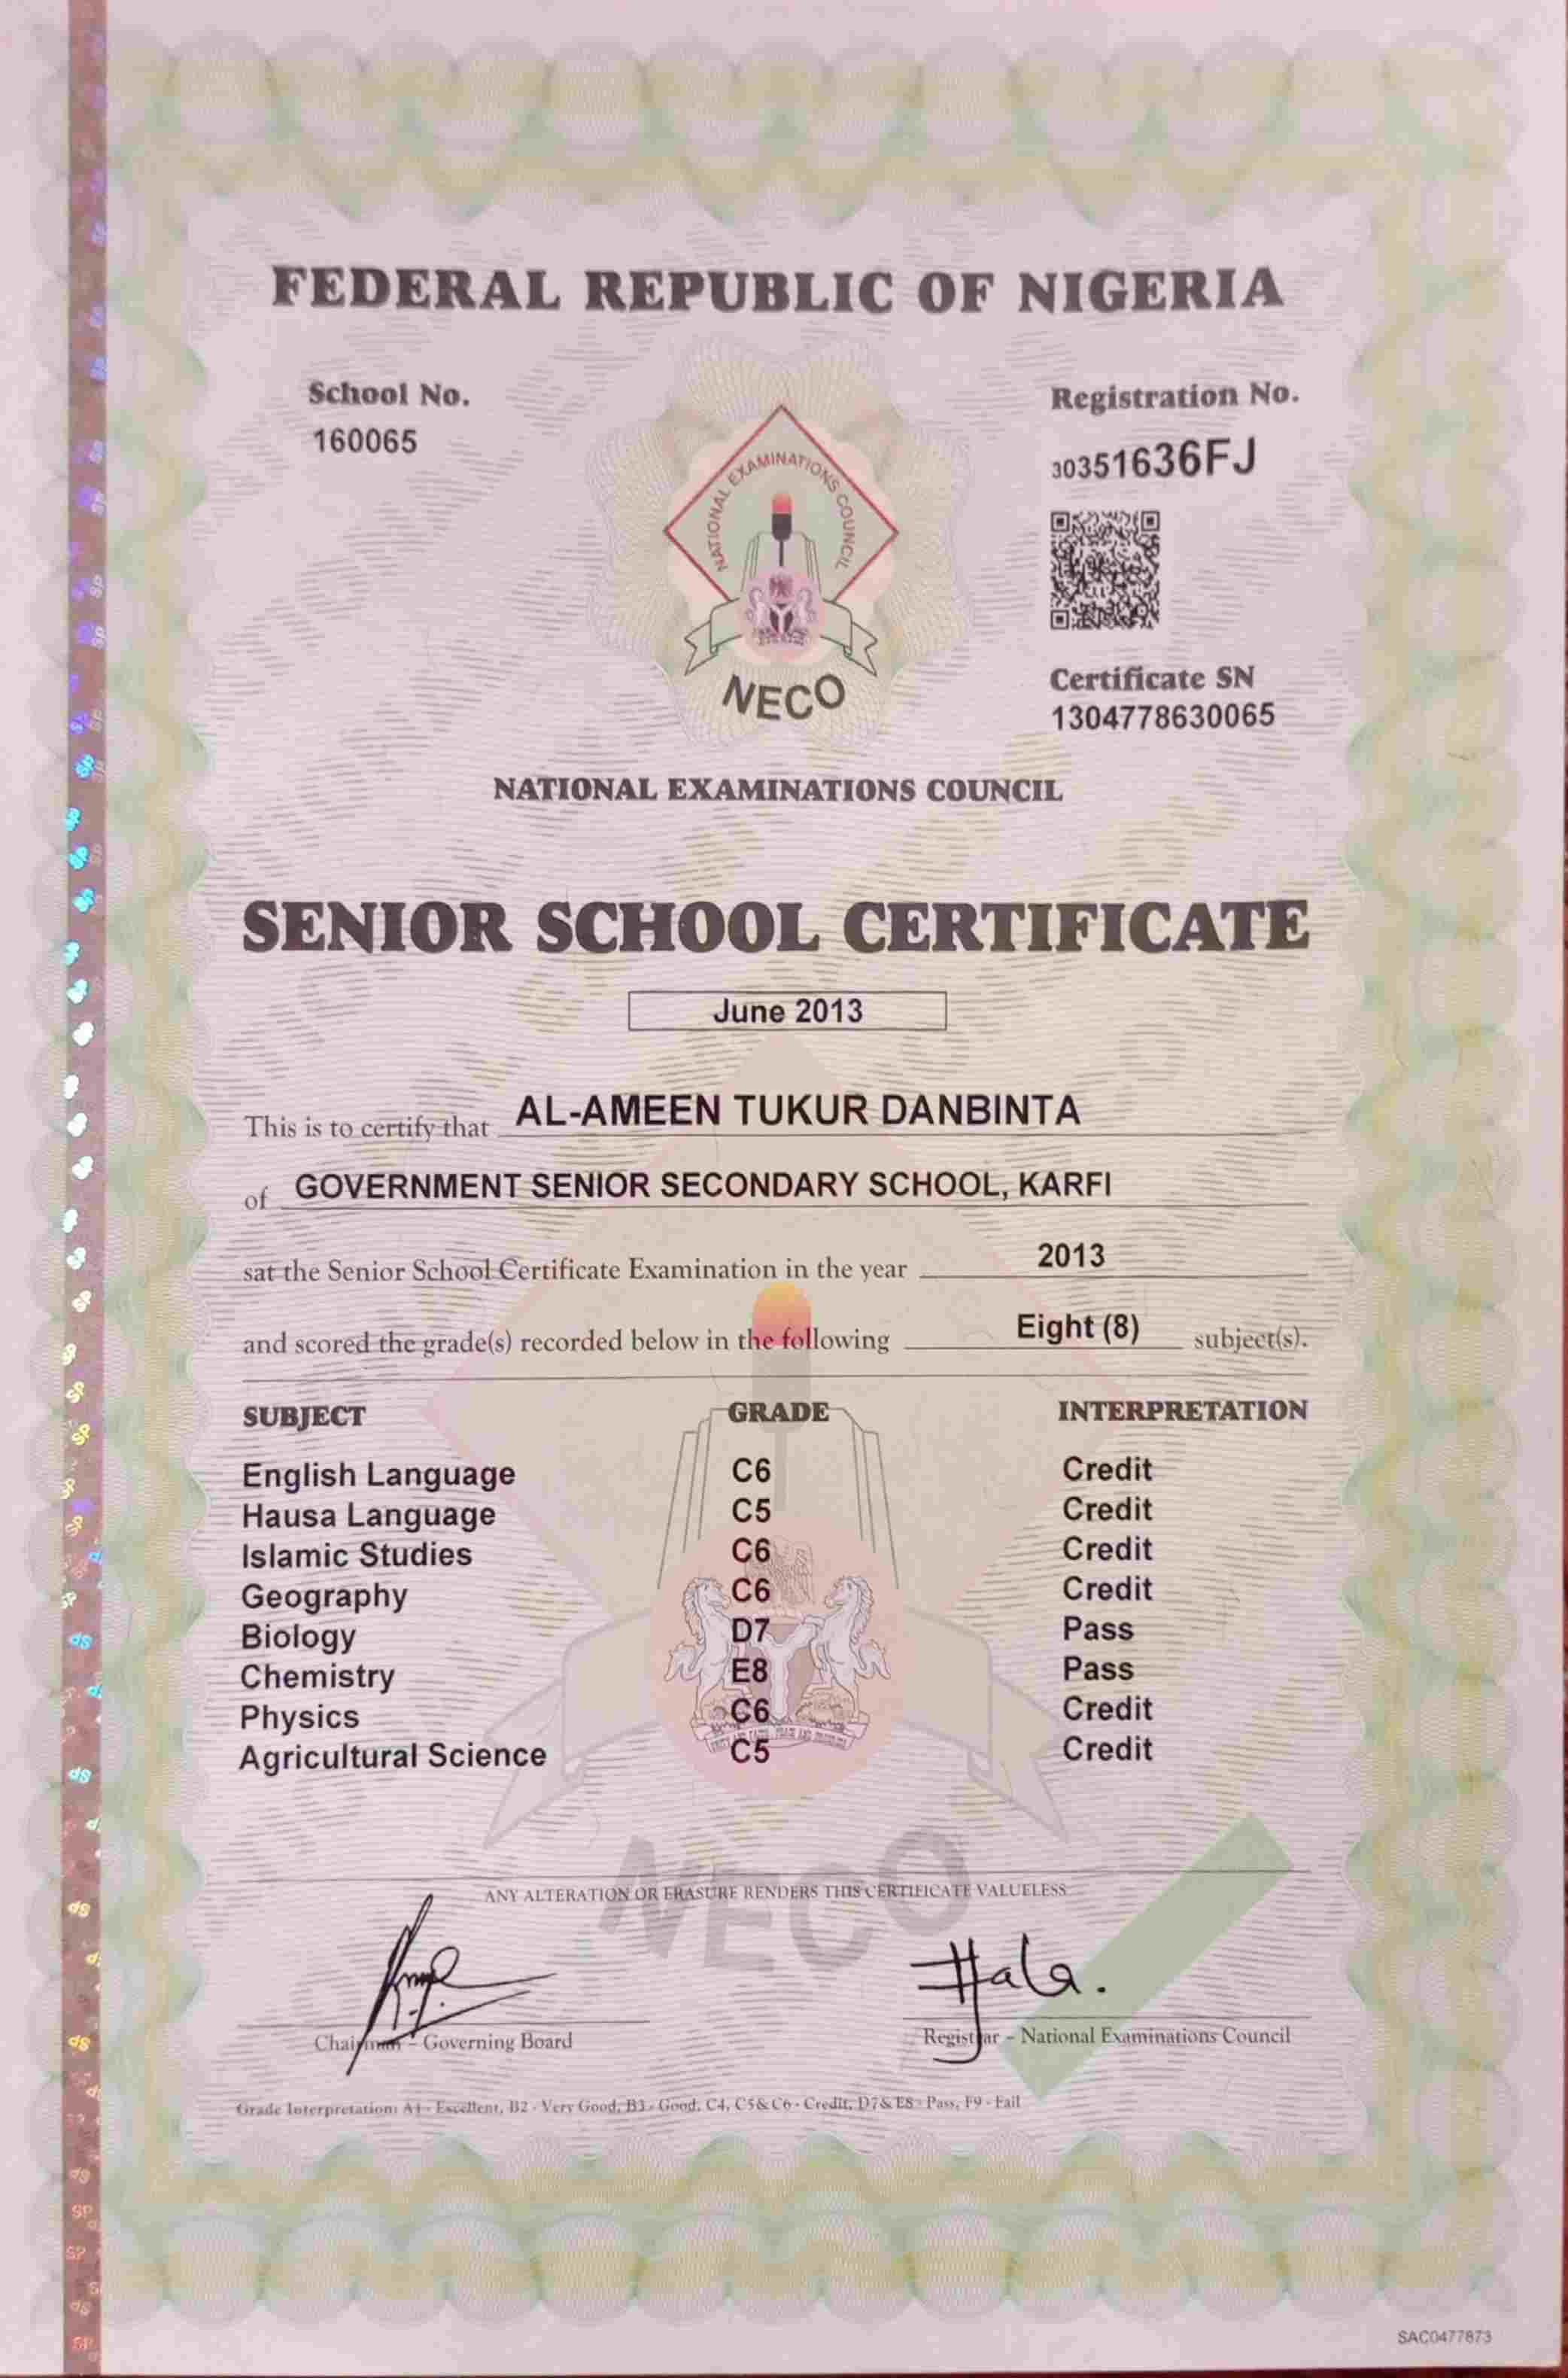 FEDERAL REPUBLIC OF NIGERIA
School No.
160065
Registration No.
30351636FJ
NATIONAL EXAMINATIONS COUNCIL
NECO
Certificate SN
1304778630065
NATIONAL EXAMINATIONS COUNCIL
SENIOR SCHOOL CERTIFICATE
June 2013
This is to certify that AL-AMEEN TUKUR DANBINTA
of GOVERNMENT SENIOR SECONDARY SCHOOL, KARFI
sat the Senior School Certificate Examination in the year 2013
and scored the grade(s) recorded below in the following Eight (8) subject(s).
SUBJECT GRADE INTERPRETATION
English Language C6 Credit
Hausa Language C5 Credit
Islamic Studies C6 Credit
Geography C6 Credit
Biology D7 Pass
Chemistry E8 Pass
Physics C6 Credit
Agricultural Science C5 Credit
NECO
ANY ALTERATION OR ERASURE RENDERS THIS CERTIFICATE VALUELESS
Chairman - Governing Board
Registrar - National Examinations Council
Grade Interpretation: A1 - Excellent, B2 - Very Good, B3 - Good, C4, C5 & C6 - Credit, D7 & E8 - Pass, F9 - Fail
SAC0477873